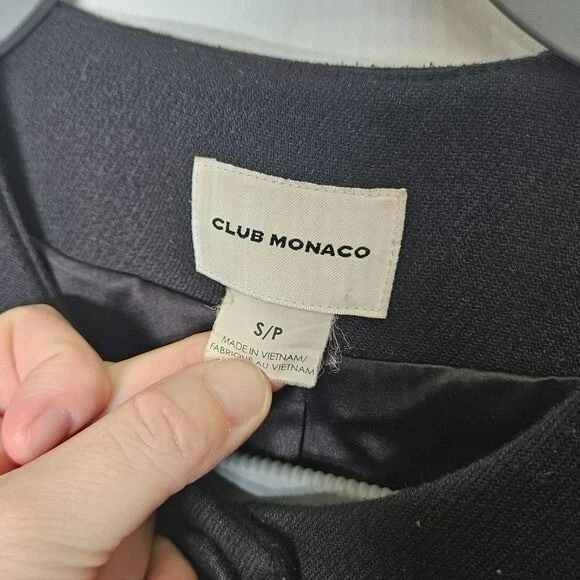 CLUB MONACO
S/P
MADE IN VIETNAM/
FABRIQUÉ AU VIETNAM